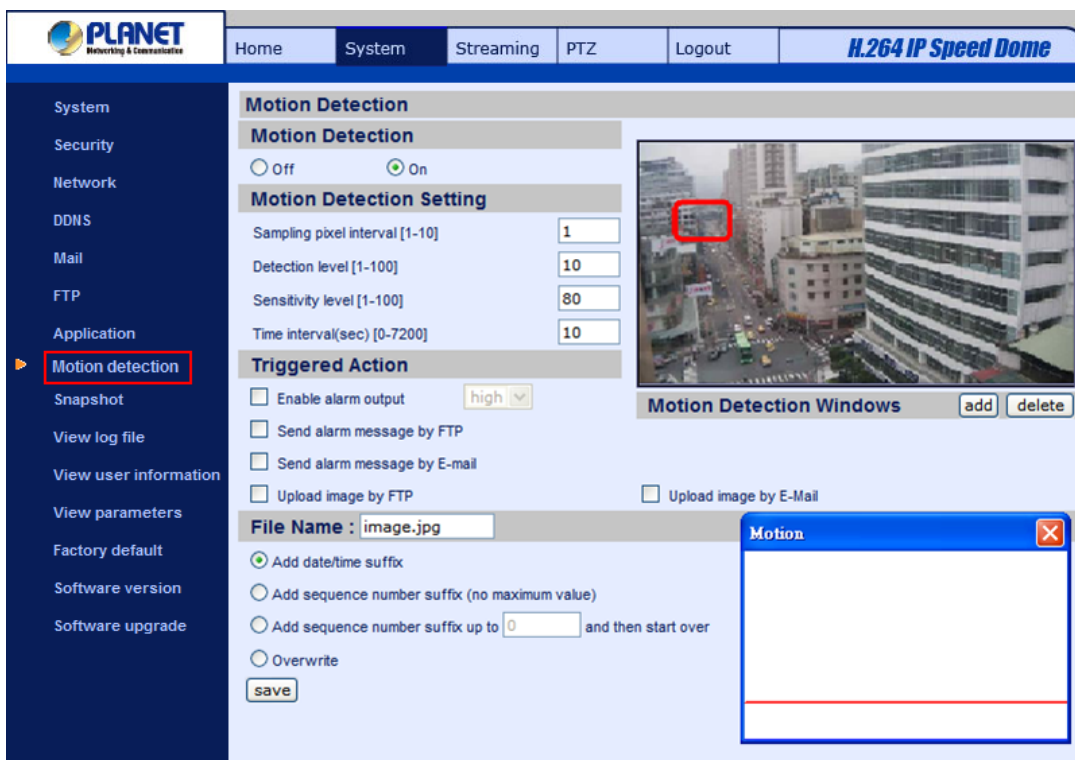 PLANET
Networking & Communication
Home System Streaming PTZ Logout H.264 IP Speed Dome
System
Security
Network
DDNS
Mail
FTP
Application
Motion detection
Snapshot
View log file
View user information
View parameters
Factory default
Software version
Software upgrade
Motion Detection
Motion Detection
Off On
Motion Detection Setting
Sampling pixel interval [1-10] 1
Detection level [1-100] 10
Sensitivity level [1-100] 80
Time interval(sec) [0-7200] 10
Triggered Action
Enable alarm output high
Send alarm message by FTP
Send alarm message by E-mail
Upload image by FTP
Motion Detection Windows add delete
Upload image by E-Mail
File Name : image.jpg
Add date/time suffix
Add sequence number suffix (no maximum value)
Add sequence number suffix up to 0 and then start over
Overwrite
save
Motion